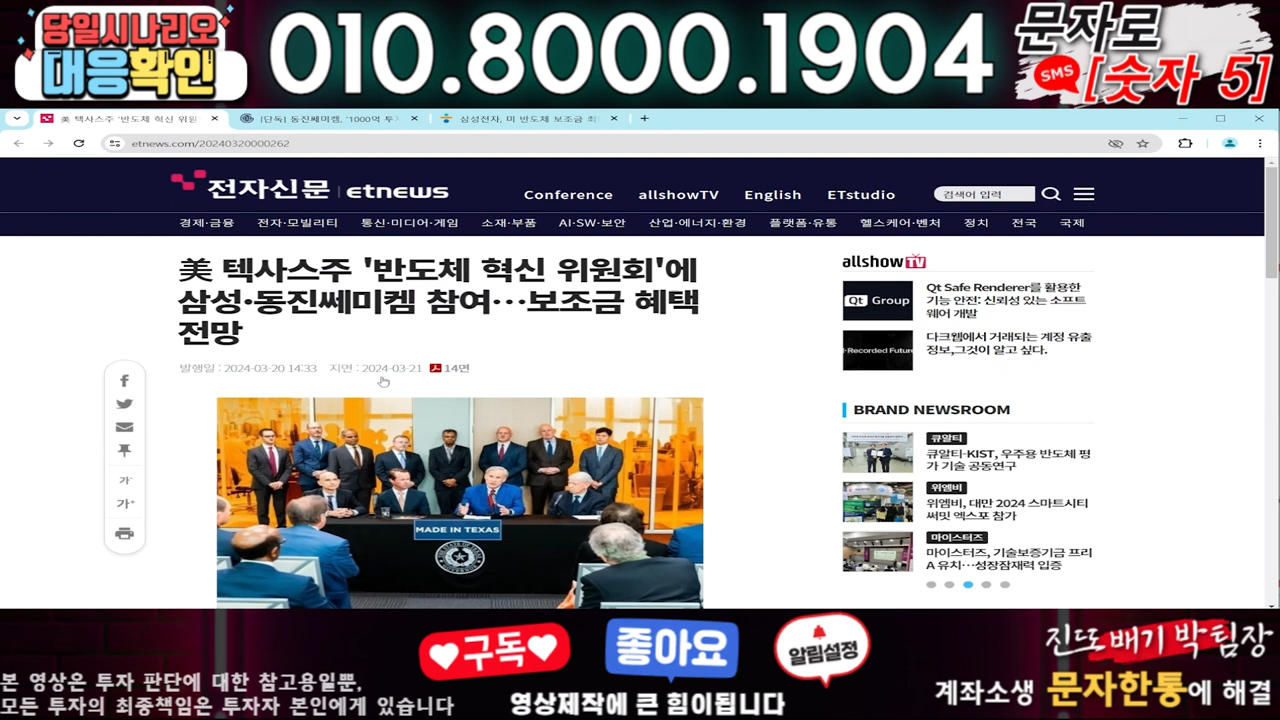 당일시나리오
대응확인
010.8000.1904
문자로
SMS
[숫자 5]
美 텍사스주 '반도체 혁신 위원
[단독] 동진쎄미켐, '1000억 투
삼성전자, 미 반도체 보조금 최
etnews.com/20240320000262
전자신문 etnews
Conference allshowTV English ETstudio
검색어 입력
경제·금융 전자·모빌리티 통신·미디어·게임 소재·부품 AI·SW·보안 산업·에너지·환경 플랫폼·유통 헬스케어·벤처 정치 전국 국제
美 텍사스주 '반도체 혁신 위원회'에
삼성·동진쎄미켐 참여…보조금 혜택
전망
발행일 : 2024-03-20 14:33 지면 : 2024-03-21 14면
가-
가+
MADE IN TEXAS
allshow TV
Qt Group
Qt Safe Renderer를 활용한
기능 안전: 신뢰성 있는 소프트
웨어 개발
Recorded Future
다크웹에서 거래되는 계정 유출
정보,그것이 알고 싶다.
BRAND NEWSROOM
큐알티
큐알티-KIST, 우주용 반도체 평
가 기술 공동연구
위엠비
위엠비, 대만 2024 스마트시티
써밋 엑스포 참가
마이스터즈
마이스터즈, 기술보증기금 프리
A 유치…성장잠재력 입증
구독
좋아요
알림설정
영상제작에 큰 힘이됩니다
본 영상은 투자 판단에 대한 참고용일뿐,
모든 투자의 최종책임은 투자자 본인에게 있습니다
진또배기 박팀장
계좌소생 문자한통에 해결